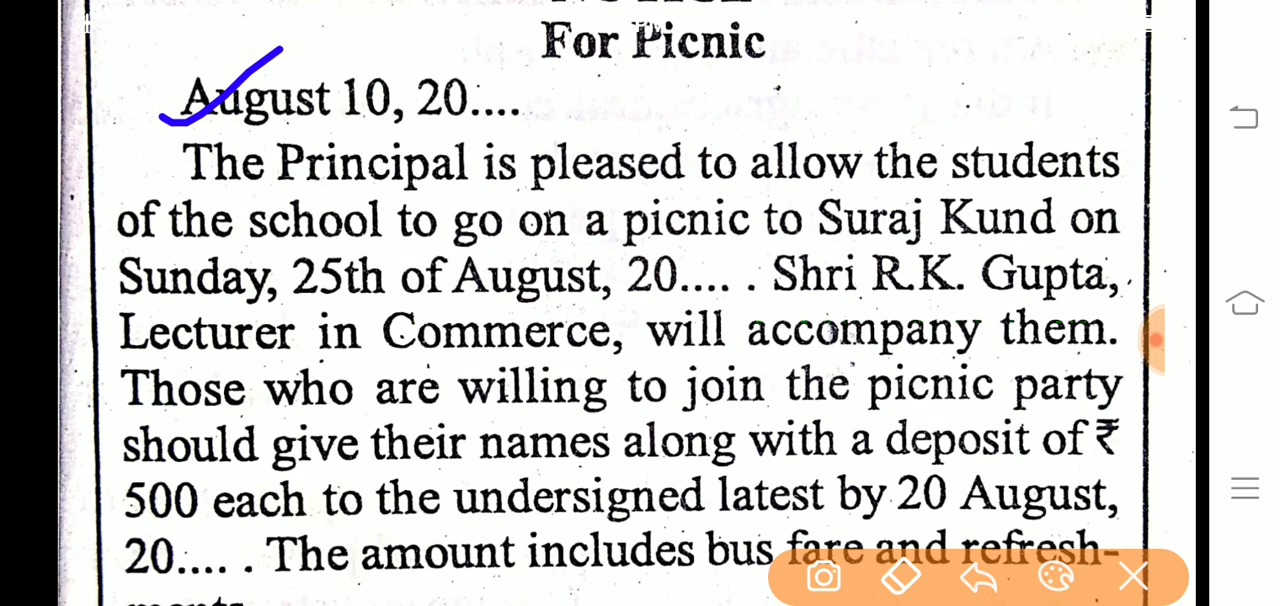 For Picnic
August 10, 20....
The Principal is pleased to allow the students
of the school to go on a picnic to Suraj Kund on
Sunday, 25th of August, 20.... . Shri R.K. Gupta,
Lecturer in Commerce, will accompany them.
Those who are willing to join the picnic party
should give their names along with a deposit of ₹
500 each to the undersigned latest by 20 August,
20.... . The amount includes bus fare and refresh-